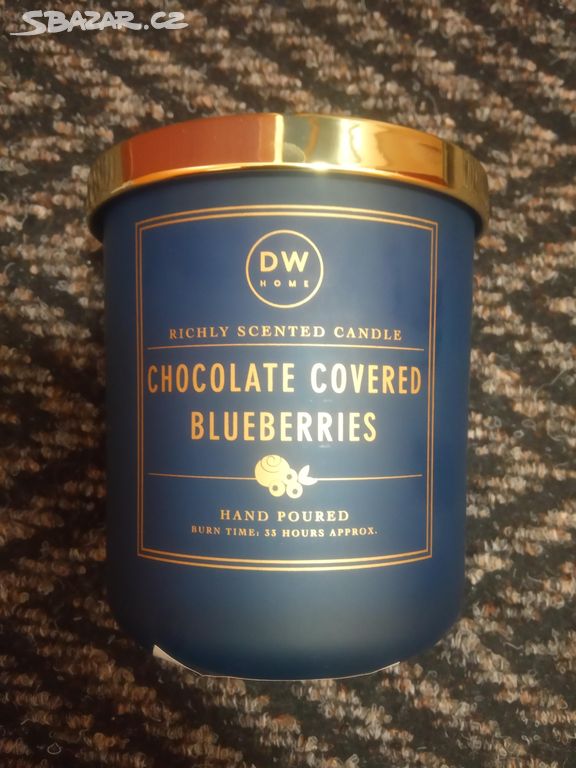 SBAZAR.CZ
DW
HOME
RICHLY SCENTED CANDLE
CHOCOLATE COVERED
BLUEBERRIES
HAND POURED
BURN TIME: 35 HOURS APPROX.